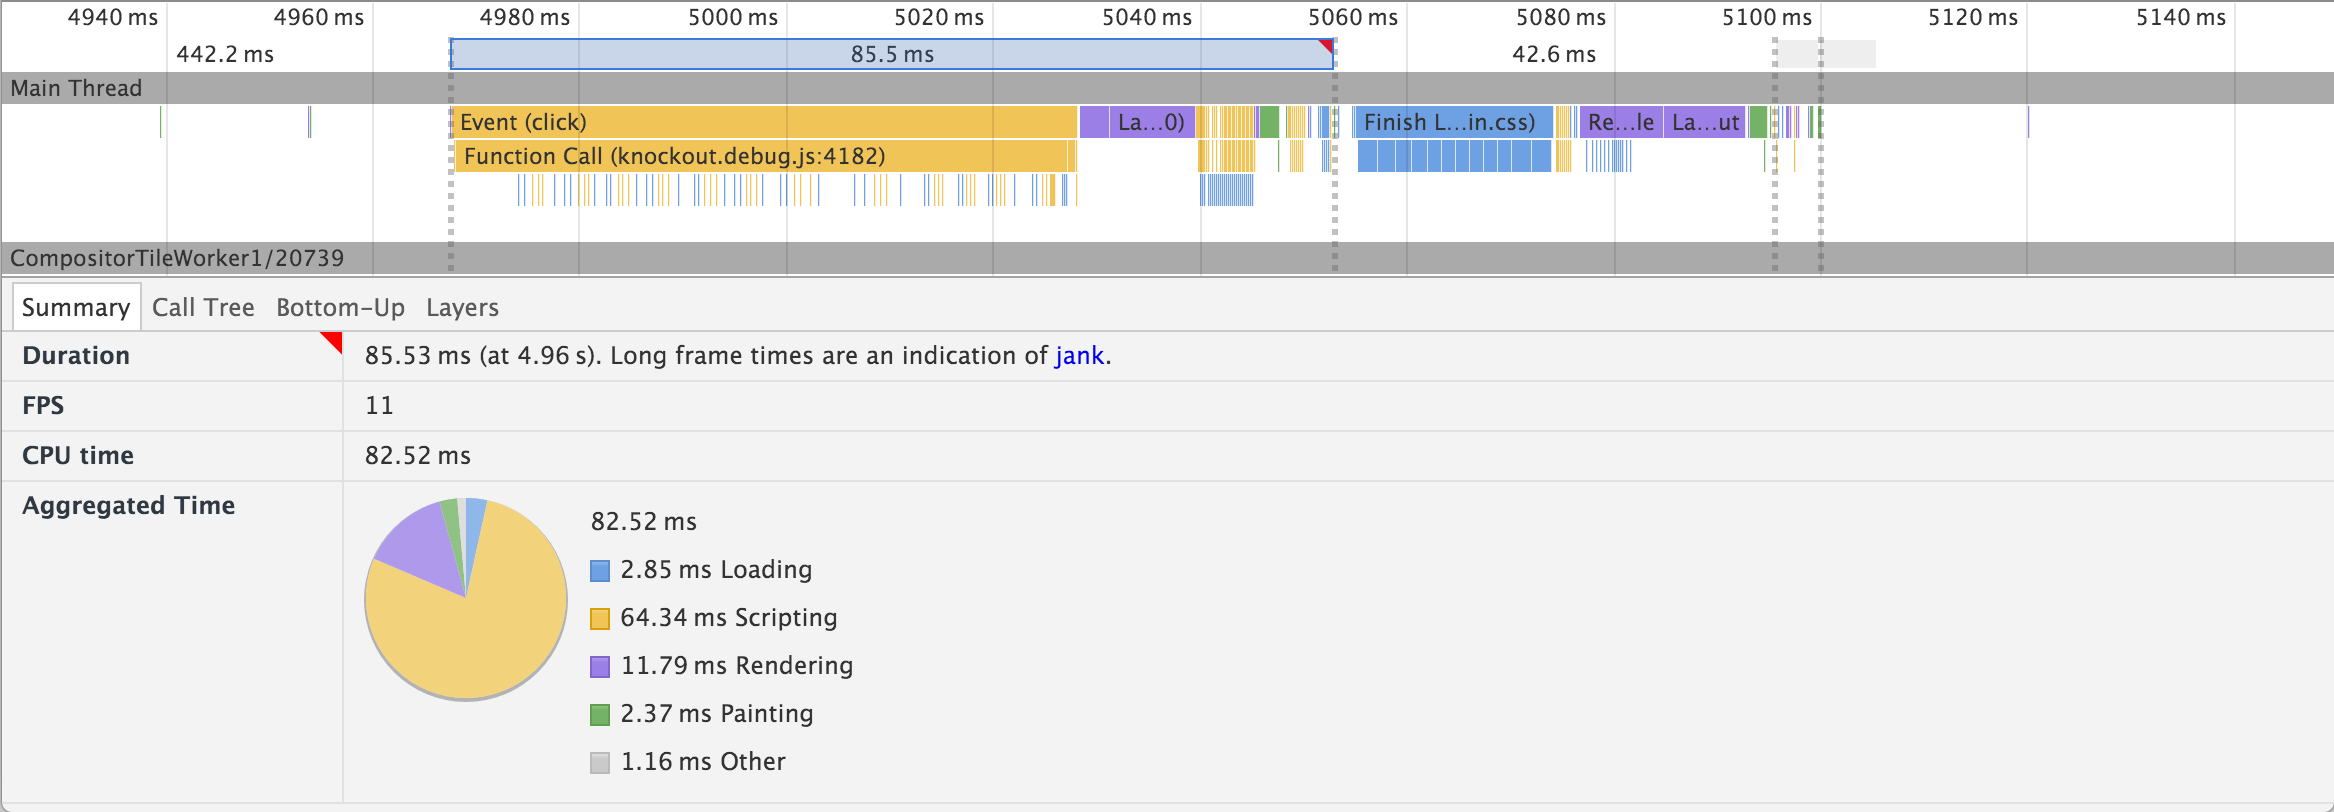 4940 ms 4960 ms 4980 ms 5000 ms 5020 ms 5040 ms 5060 ms 5080 ms 5100 ms 5120 ms 5140 ms
442.2 ms 85.5 ms 42.6 ms
Main Thread
Event (click) La...0) Finish L...in.css) Re...le La...ut
Function Call (knockout.debug.js:4182)
CompositorTileWorker1/20739
Summary Call Tree Bottom-Up Layers
Duration 85.53 ms (at 4.96 s). Long frame times are an indication of jank.
FPS 11
CPU time 82.52 ms
Aggregated Time
82.52 ms
2.85 ms Loading
64.34 ms Scripting
11.79 ms Rendering
2.37 ms Painting
1.16 ms Other